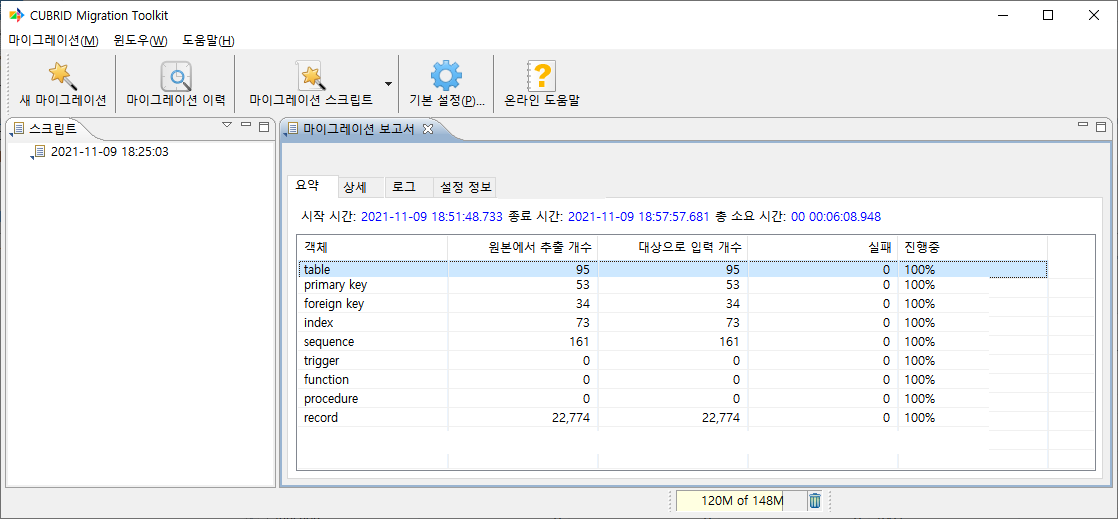 CUBRID Migration Toolkit
마이그레이션(M) 윈도우(W) 도움말(H)
새 마이그레이션 마이그레이션 이력 마이그레이션 스크립트 기본 설정(P)... 온라인 도움말
스크립트
2021-11-09 18:25:03
마이그레이션 보고서
요약 상세 로그 설정 정보
시작 시간: 2021-11-09 18:51:48.733 종료 시간: 2021-11-09 18:57:57.681 총 소요 시간: 00 00:06:08.948
객체 원본에서 추출 개수 대상으로 입력 개수 실패 진행중
table 95 95 0 100%
primary key 53 53 0 100%
foreign key 34 34 0 100%
index 73 73 0 100%
sequence 161 161 0 100%
trigger 0 0 0 100%
function 0 0 0 100%
procedure 0 0 0 100%
record 22,774 22,774 0 100%
120M of 148M